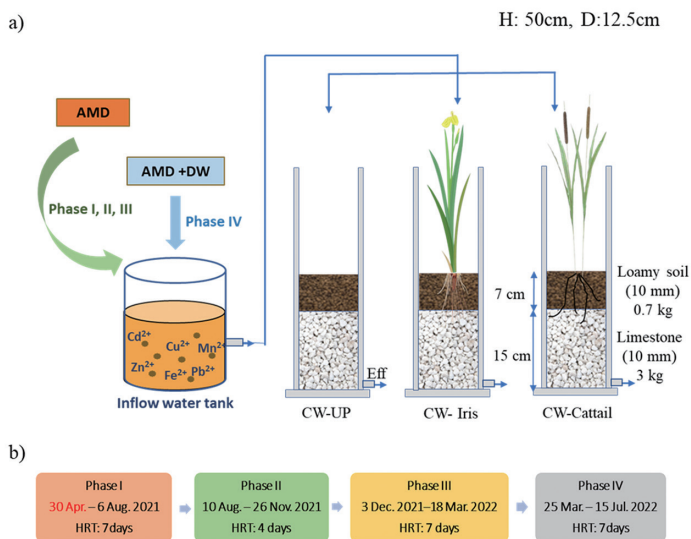 a)
H: 50cm, D:12.5cm
AMD
AMD +DW
Phase I, II, III
Phase IV
Cd²⁺
Cu²⁺
Mn²⁺
Zn²⁺
Fe²⁺
Pb²⁺
Inflow water tank
7 cm
15 cm
Loamy soil
(10 mm)
0.7 kg
Limestone
(10 mm)
3 kg
Eff
CW-UP
CW- Iris
CW-Cattail
b)
Phase I
30 Apr. – 6 Aug. 2021
HRT: 7days
Phase II
10 Aug. – 26 Nov. 2021
HRT: 4 days
Phase III
3 Dec. 2021–18 Mar. 2022
HRT: 7 days
Phase IV
25 Mar. – 15 Jul. 2022
HRT: 7days